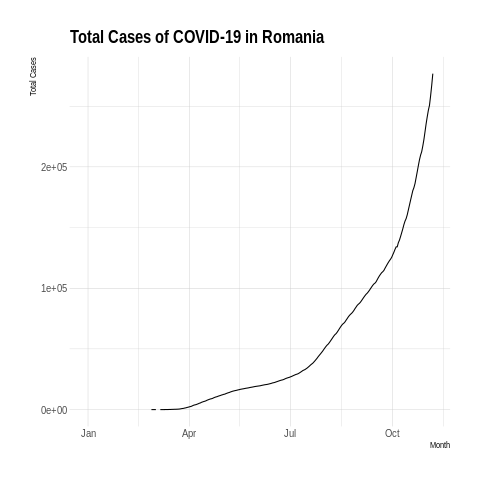 Total Cases of COVID-19 in Romania
Total Cases
2e+05
1e+05
0e+00
Jan Apr Jul Oct
Month